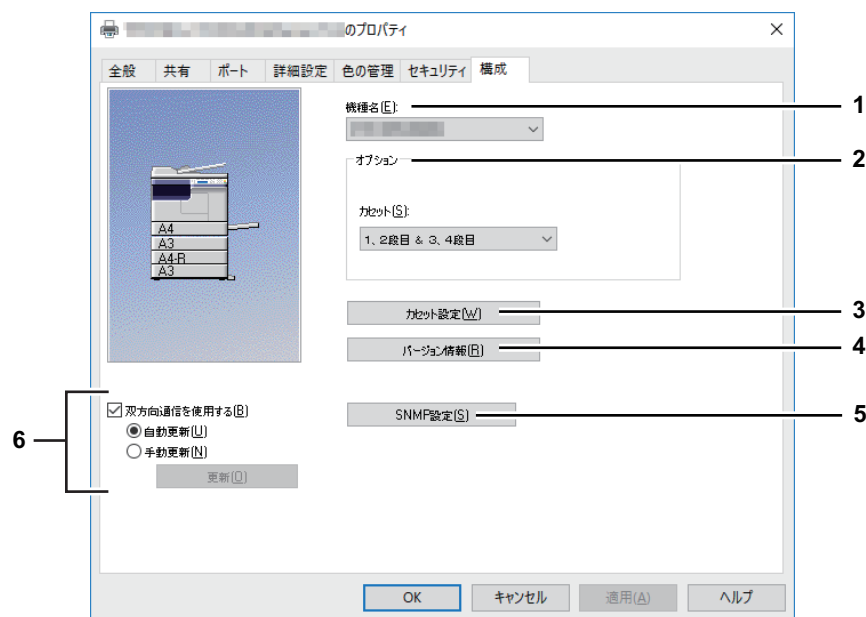 のプロパティ
全般 共有 ポート 詳細設定 色の管理 セキュリティ 構成
機種名(E):
1
オプション
2
カセット(S):
1、2段目 & 3、4段目
A4
A3
A4-R
A3
カセット設定(W)
3
バージョン情報(R)
4
双方向通信を使用する(B)
SNMP設定(S)
5
自動更新(U)
6
手動更新(N)
更新(O)
OK キャンセル 適用(A) ヘルプ